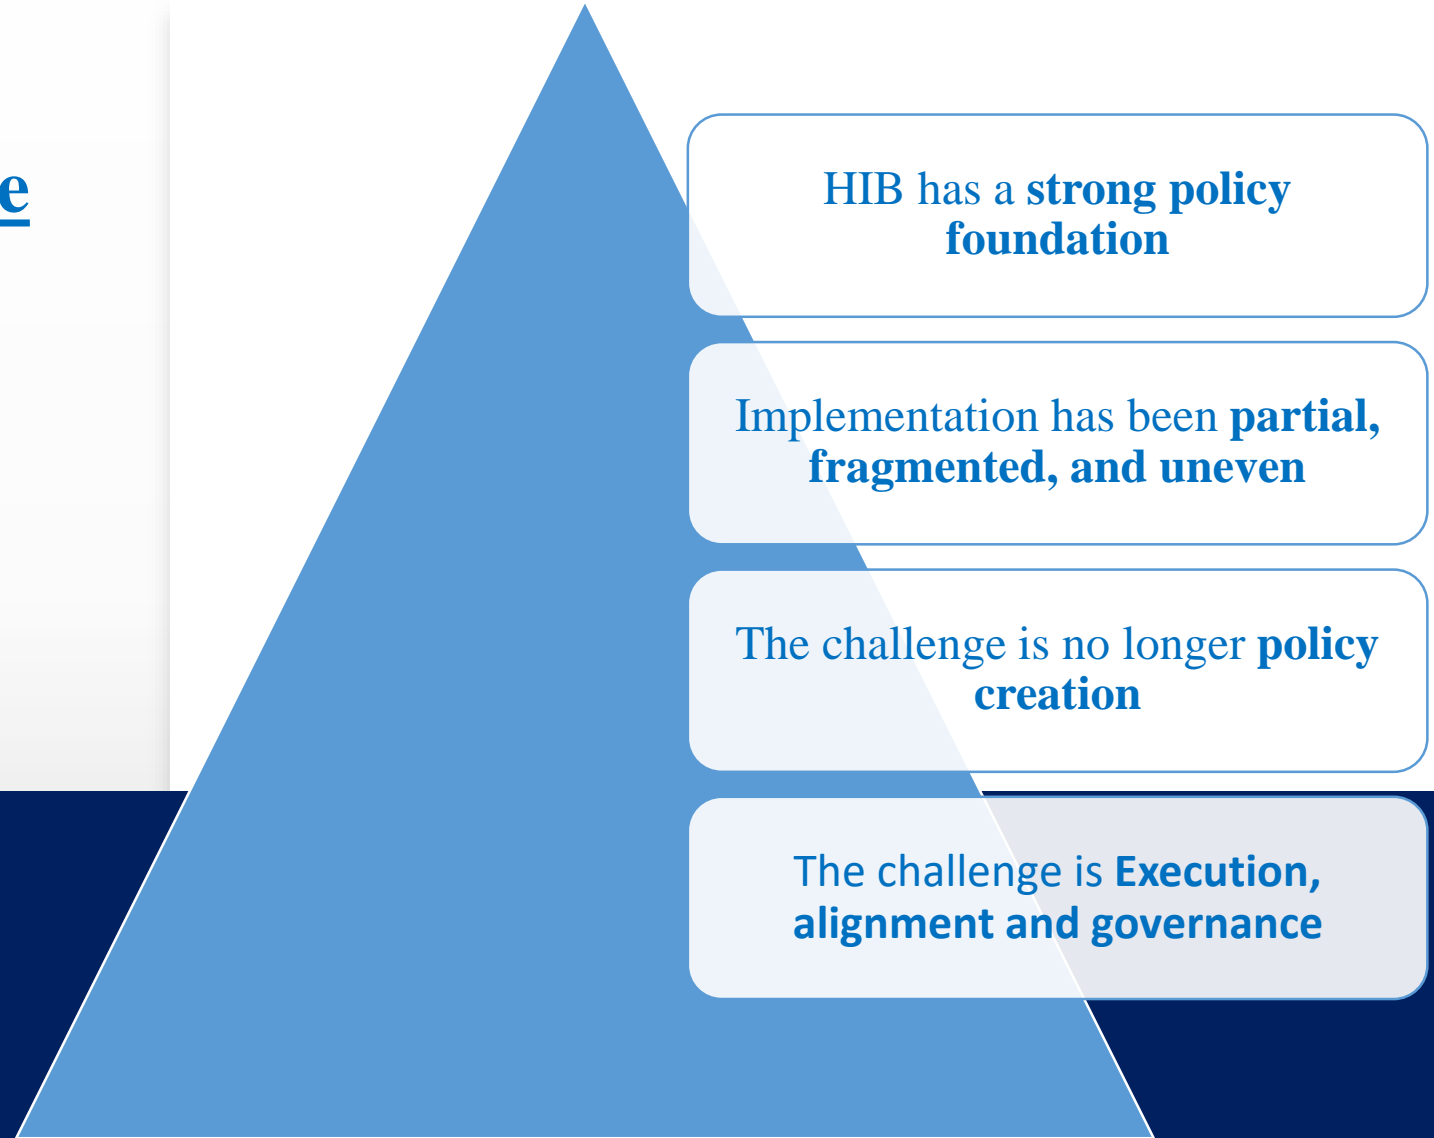 e
HIB has a strong policy
foundation
Implementation has been partial,
fragmented, and uneven
The challenge is no longer policy
creation
The challenge is Execution,
alignment and governance